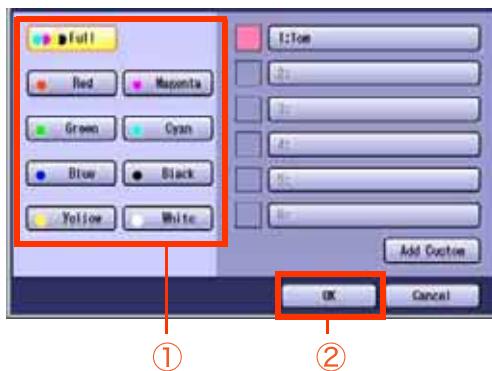 Full
1:Tom
Red
Magenta
2:
Green
Cyan
3:
4:
Blue
Black
5:
Yellow
White
6:
Add Custom
OK
Cancel
①
②